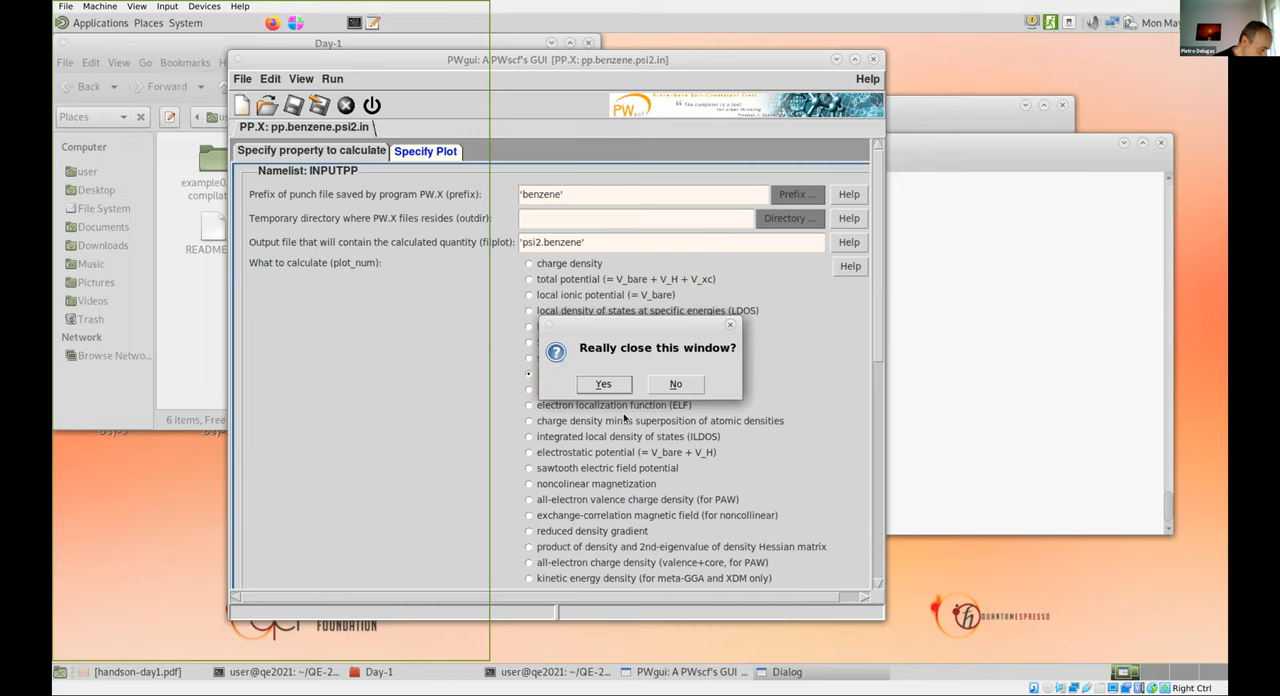 File Machine View Input Devices Help
Applications Places System
Mon May
Pietro Delugas
Day-1
File Edit View Go Bookmarks
Back Forward
Places
Computer
user
Desktop
File System
Documents
Downloads
Music
Pictures
Videos
Trash
Network
Browse Netwo...
README
6 items, Free
PWgui: A PWscf's GUI [PP.X: pp.benzene.psi2.in]
File Edit View Run Help
PW
PP.X: pp.benzene.psi2.in
Specify property to calculate Specify Plot
Namelist: INPUTPP
Prefix of punch file saved by program PW.X (prefix): 'benzene' Prefix ... Help
Temporary directory where PW.X files resides (outdir): Directory ... Help
Output file that will contain the calculated quantity (filplot): 'psi2.benzene' Help
What to calculate (plot_num): Help
charge density
total potential (= V_bare + V_H + V_xc)
local ionic potential (= V_bare)
local density of states at specific energies (LDOS)
Really close this window?
Yes No
electron localization function (ELF)
charge density minus superposition of atomic densities
integrated local density of states (ILDOS)
electrostatic potential (= V_bare + V_H)
sawtooth electric field potential
noncolinear magnetization
all-electron valence charge density (for PAW)
exchange-correlation magnetic field (for noncollinear)
reduced density gradient
product of density and 2nd-eigenvalue of density Hessian matrix
all-electron charge density (valence+core, for PAW)
kinetic energy density (for meta-GGA and XDM only)
FOUNDATION
QUANTUMESPRESSO
[handson-day1.pdf] user@qe2021: ~/QE-2... Day-1 user@qe2021: ~/QE-2... PWgui: A PWscf's GUI ... Dialog
Right Ctrl